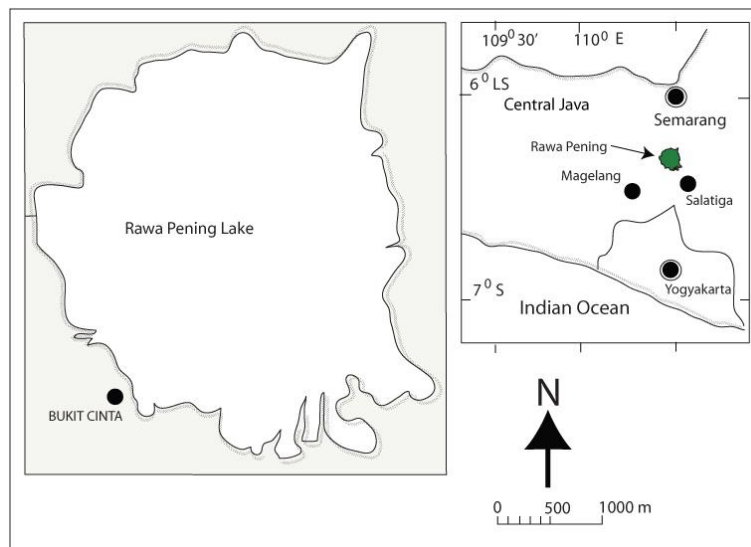 Rawa Pening Lake
BUKIT CINTA
109⁰ 30' 110⁰ E
6⁰ LS
Central Java
Semarang
Rawa Pening
Magelang
Salatiga
Yogyakarta
7⁰ S
Indian Ocean
N
0 500 1000 m